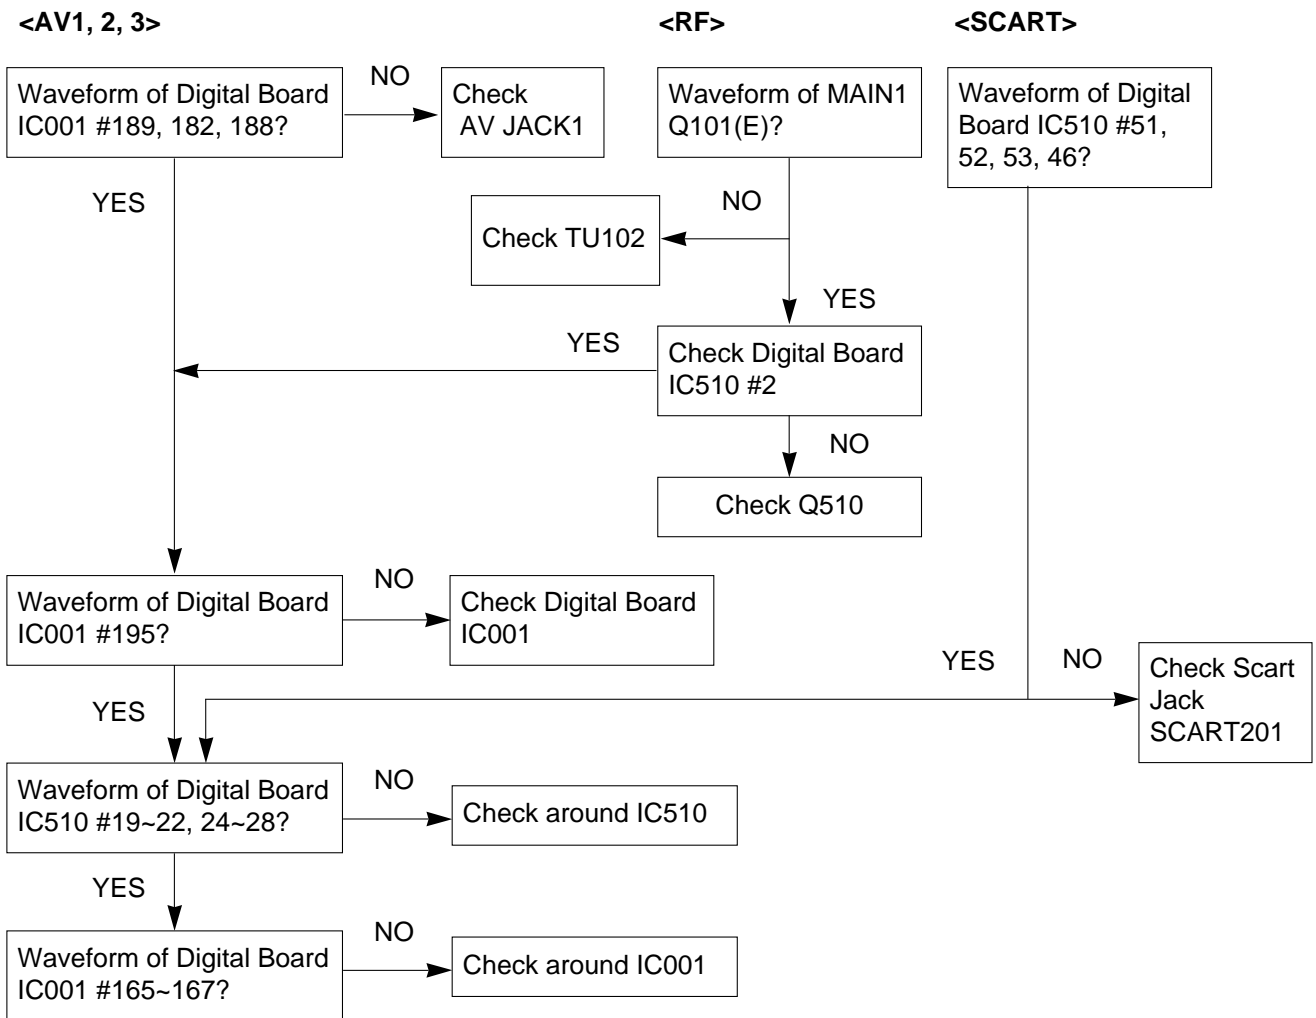 <AV1, 2, 3>
<RF>
<SCART>
Waveform of Digital Board
IC001 #189, 182, 188?
NO
Check
AV JACK1
YES
Waveform of MAIN1
Q101(E)?
NO
Check TU102
YES
Check Digital Board
IC510 #2
YES
NO
Check Q510
Waveform of Digital
Board IC510 #51,
52, 53, 46?
YES
NO
Check Scart
Jack
SCART201
Waveform of Digital Board
IC001 #195?
NO
Check Digital Board
IC001
YES
Waveform of Digital Board
IC510 #19~22, 24~28?
NO
Check around IC510
YES
Waveform of Digital Board
IC001 #165~167?
NO
Check around IC001